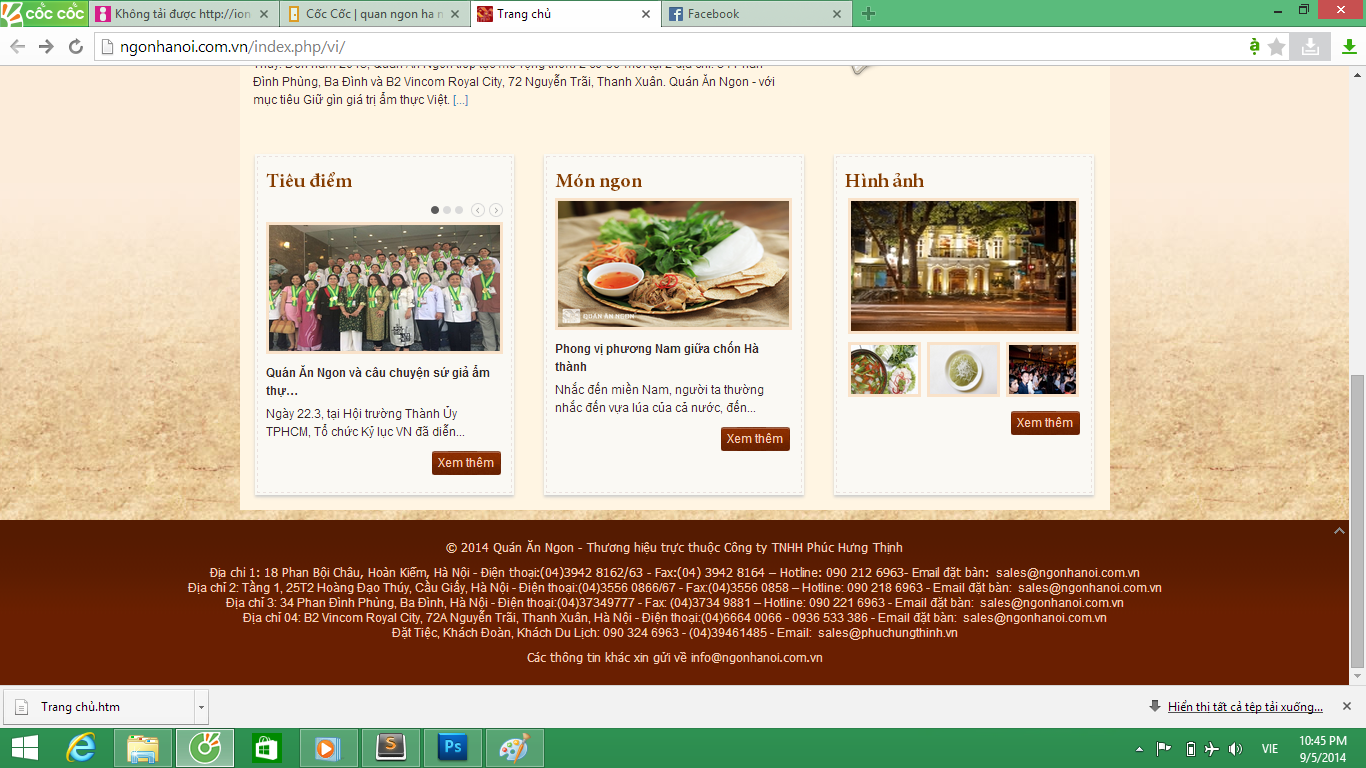 cốc cốc
Không tải được http://ion
Cốc Cốc | quan ngon ha n
Trang chủ
Facebook
ngonhanoi.com.vn/index.php/vi/
Đình Phùng, Ba Đình và B2 Vincom Royal City, 72 Nguyễn Trãi, Thanh Xuân. Quán Ăn Ngon - với
mục tiêu Giữ gìn giá trị ẩm thực Việt. [...]
Tiêu điểm
Quán Ăn Ngon và câu chuyện sứ giả ẩm
thự...
Ngày 22.3, tại Hội trường Thành Ủy
TPHCM, Tổ chức Kỷ lục VN đã diễn...
Xem thêm
Món ngon
QUÁN ĂN NGON
Phong vị phương Nam giữa chốn Hà
thành
Nhắc đến miền Nam, người ta thường
nhắc đến vựa lúa của cả nước, đến...
Xem thêm
Hình ảnh
Xem thêm
© 2014 Quán Ăn Ngon - Thương hiệu trực thuộc Công ty TNHH Phúc Hưng Thịnh
Địa chỉ 1: 18 Phan Bội Châu, Hoàn Kiếm, Hà Nội - Điện thoại:(04)3942 8162/63 - Fax:(04) 3942 8164 – Hotline: 090 212 6963- Email đặt bàn: sales@ngonhanoi.com.vn
Địa chỉ 2: Tầng 1, 25T2 Hoàng Đạo Thúy, Cầu Giấy, Hà Nội - Điện thoại:(04)3556 0866/67 - Fax:(04)3556 0858 – Hotline: 090 218 6963 - Email đặt bàn: sales@ngonhanoi.com.vn
Địa chỉ 3: 34 Phan Đình Phùng, Ba Đình, Hà Nội - Điện thoại:(04)37349777 - Fax: (04)3734 9881 – Hotline: 090 221 6963 - Email đặt bàn: sales@ngonhanoi.com.vn
Địa chỉ 04: B2 Vincom Royal City, 72A Nguyễn Trãi, Thanh Xuân, Hà Nội - Điện thoại:(04)6664 0066 - 0936 533 386 - Email đặt bàn: sales@ngonhanoi.com.vn
Đặt Tiệc, Khách Đoàn, Khách Du Lịch: 090 324 6963 - (04)39461485 - Email: sales@phuchungthinh.vn
Các thông tin khác xin gửi về info@ngonhanoi.com.vn
Trang chủ.htm
Hiển thị tất cả tệp tải xuống...
S
Ps
VIE
10:45 PM
9/5/2014